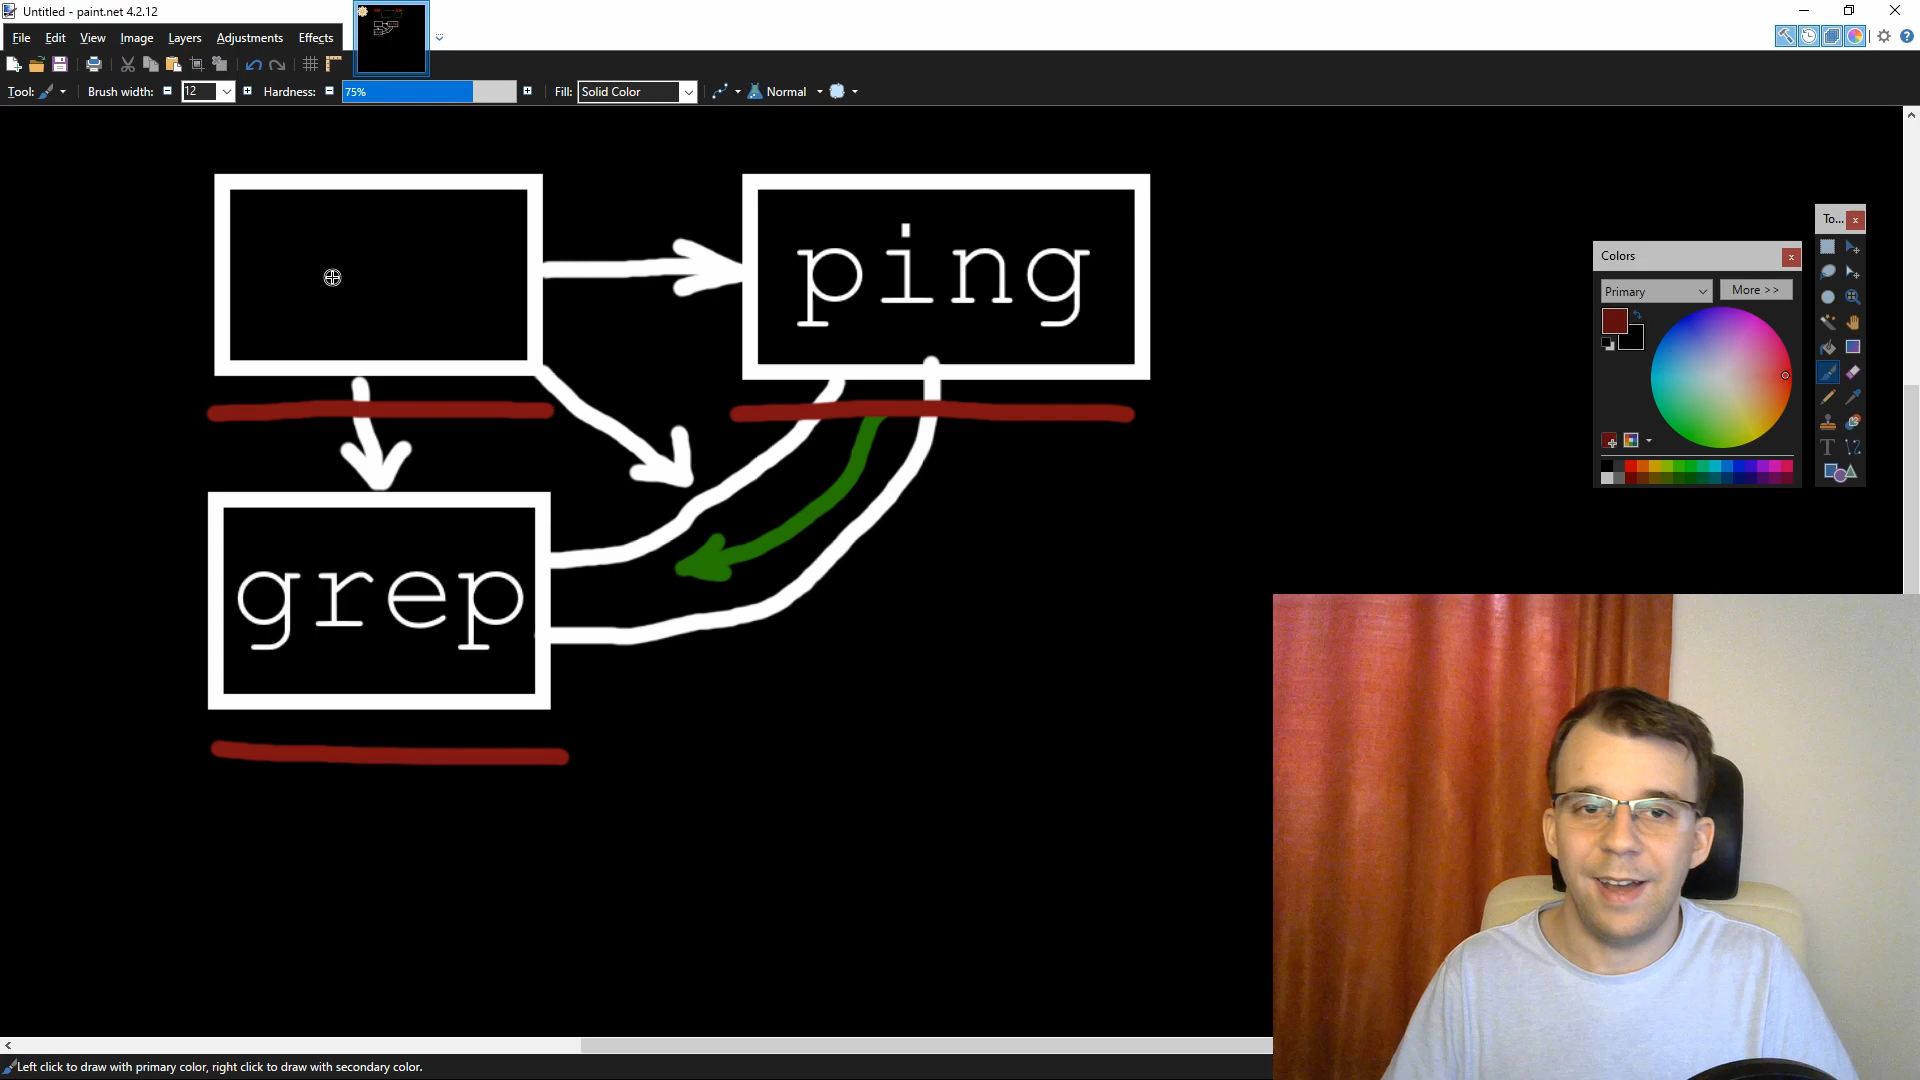 Untitled - paint.net 4.2.12
File Edit View Image Layers Adjustments Effects
Tool: Brush width: 12 Hardness: 75% Fill: Solid Color Normal
ping
grep
To...
Colors
Primary More >>
Left click to draw with primary color, right click to draw with secondary color.